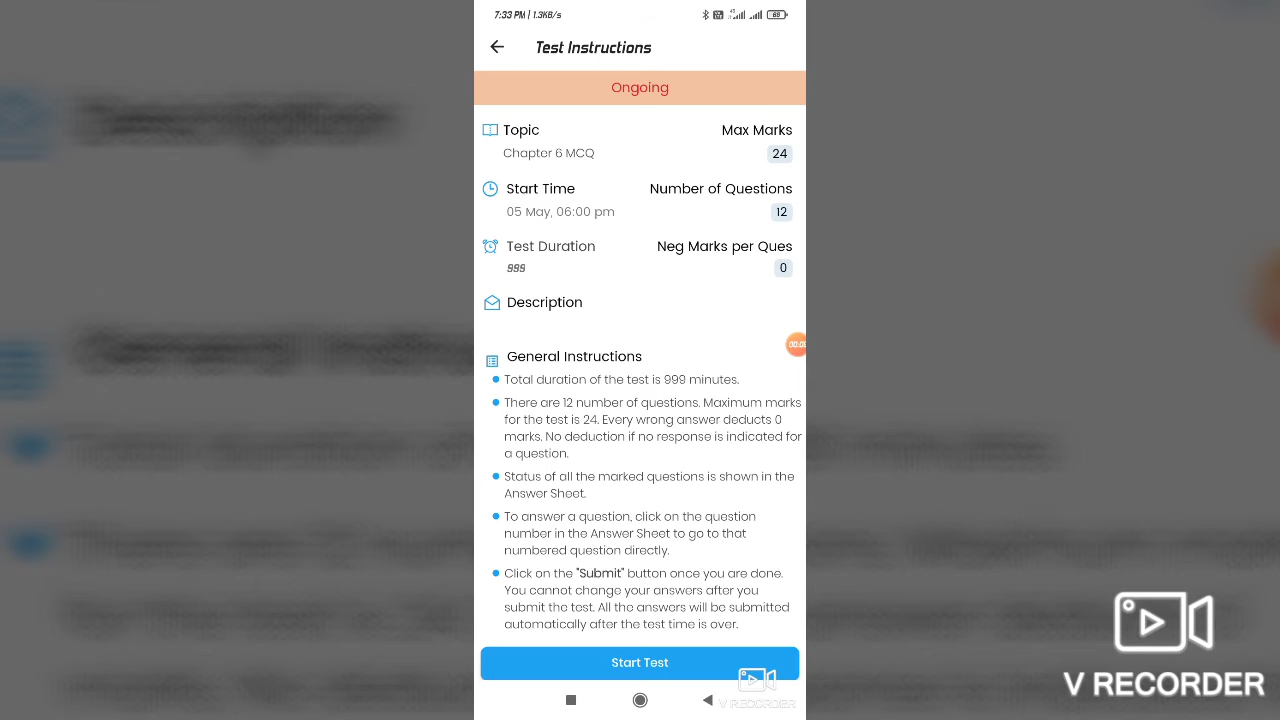 7:33 PM | 1.3KB/s
68
Test Instructions
Ongoing
Topic
Max Marks
Chapter 6 MCQ
24
Start Time
Number of Questions
05 May, 06:00 pm
12
Test Duration
Neg Marks per Ques
999
0
Description
General Instructions
Total duration of the test is 999 minutes.
There are 12 number of questions. Maximum marks
for the test is 24. Every wrong answer deducts 0
marks. No deduction if no response is indicated for
a question.
Status of all the marked questions is shown in the
Answer Sheet.
To answer a question, click on the question
number in the Answer Sheet to go to that
numbered question directly.
Click on the "Submit" button once you are done.
You cannot change your answers after you
submit the test. All the answers will be submitted
automatically after the test time is over.
Start Test
V RECORDER
V RECORDER